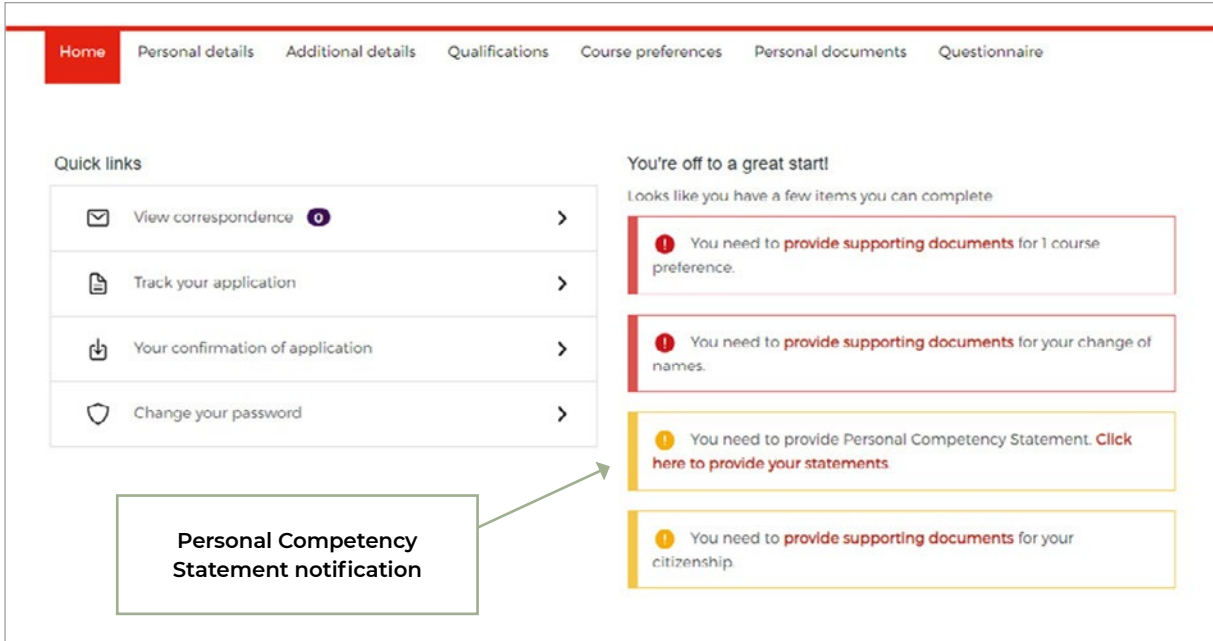 Home Personal details Additional details Qualifications Course preferences Personal documents Questionnaire
Quick links
View correspondence 0
Track your application
Your confirmation of application
Change your password
You're off to a great start!
Looks like you have a few items you can complete
You need to provide supporting documents for 1 course
preference.
You need to provide supporting documents for your change of
names.
You need to provide Personal Competency Statement. Click
here to provide your statements.
You need to provide supporting documents for your
citizenship.
Personal Competency
Statement notification